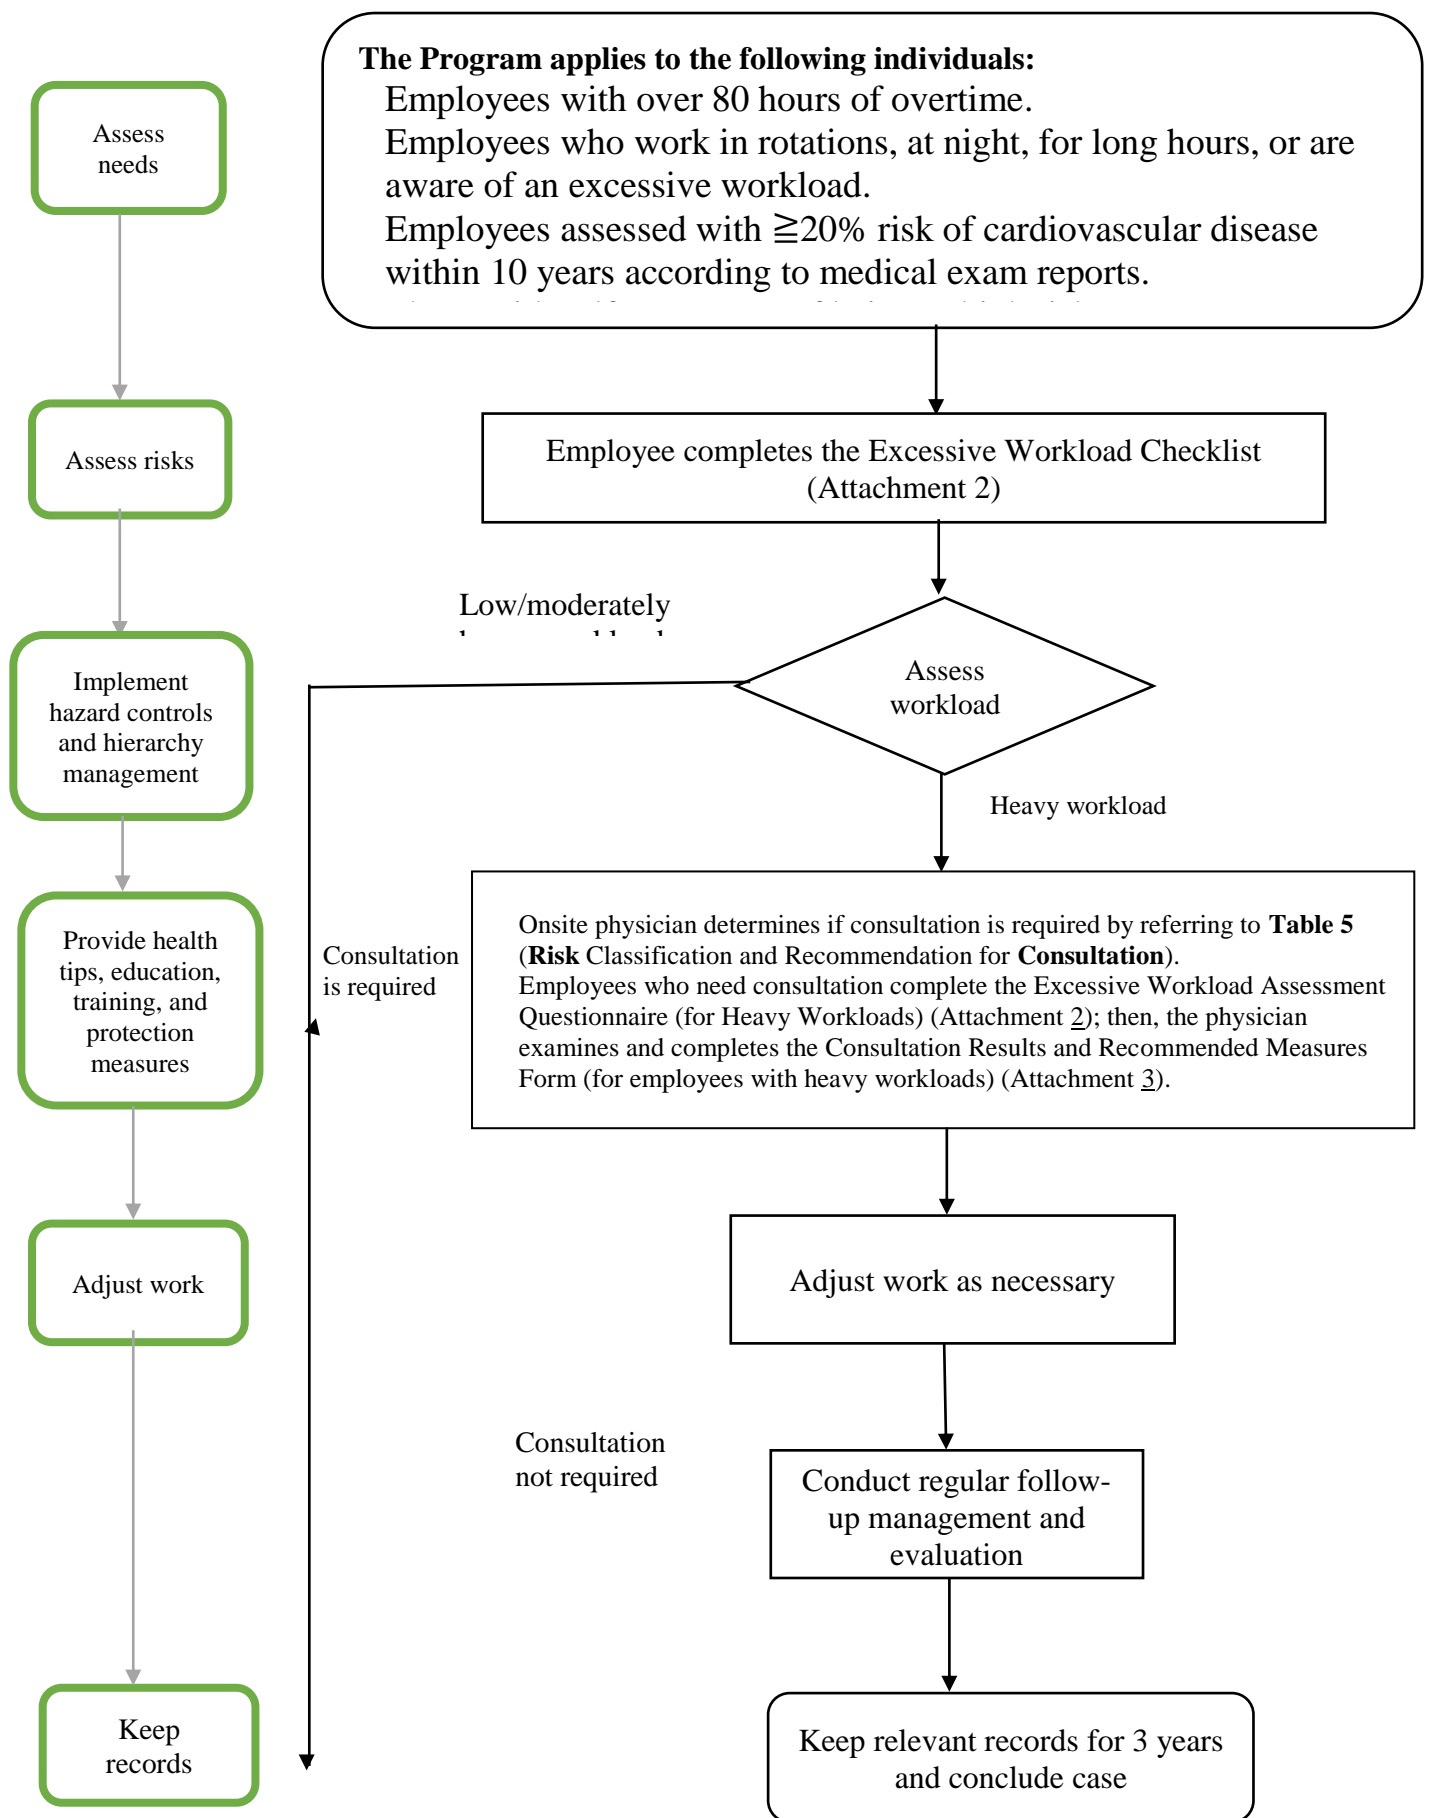 The Program applies to the following individuals:
Employees with over 80 hours of overtime.
Employees who work in rotations, at night, for long hours, or are
aware of an excessive workload.
Employees assessed with ≧20% risk of cardiovascular disease
within 10 years according to medical exam reports.
Assess
needs
Assess risks
Employee completes the Excessive Workload Checklist
(Attachment 2)
Low/moderately
Assess
workload
Implement
hazard controls
and hierarchy
management
Heavy workload
Provide health
tips, education,
training, and
protection
measures
Consultation
is required
Onsite physician determines if consultation is required by referring to Table 5
(Risk Classification and Recommendation for Consultation).
Employees who need consultation complete the Excessive Workload Assessment
Questionnaire (for Heavy Workloads) (Attachment 2); then, the physician
examines and completes the Consultation Results and Recommended Measures
Form (for employees with heavy workloads) (Attachment 3).
Adjust work
Adjust work as necessary
Consultation
not required
Conduct regular follow-
up management and
evaluation
Keep
records
Keep relevant records for 3 years
and conclude case